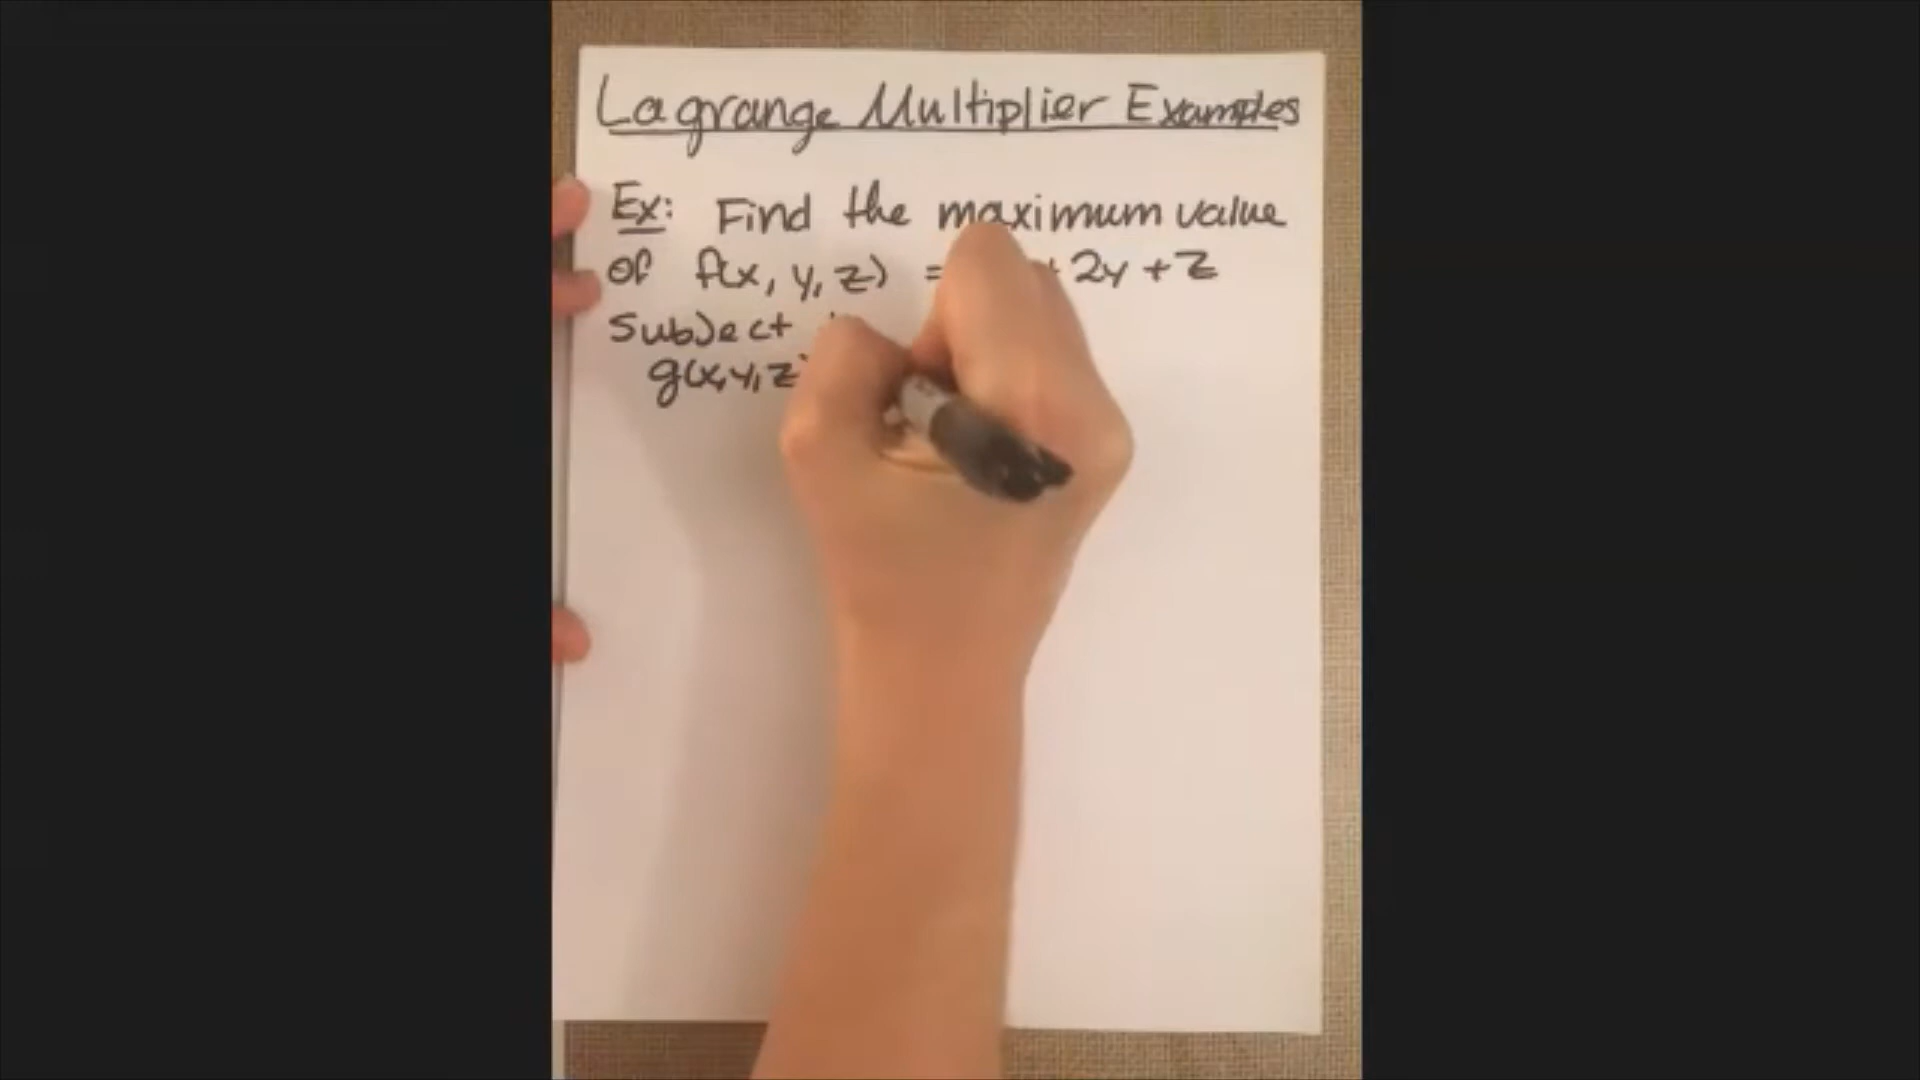 Lagrange Multiplier Examples
Ex: Find the maximum value
of f(x, y, z) = + 2y + z
Subject
g(x,y,z)